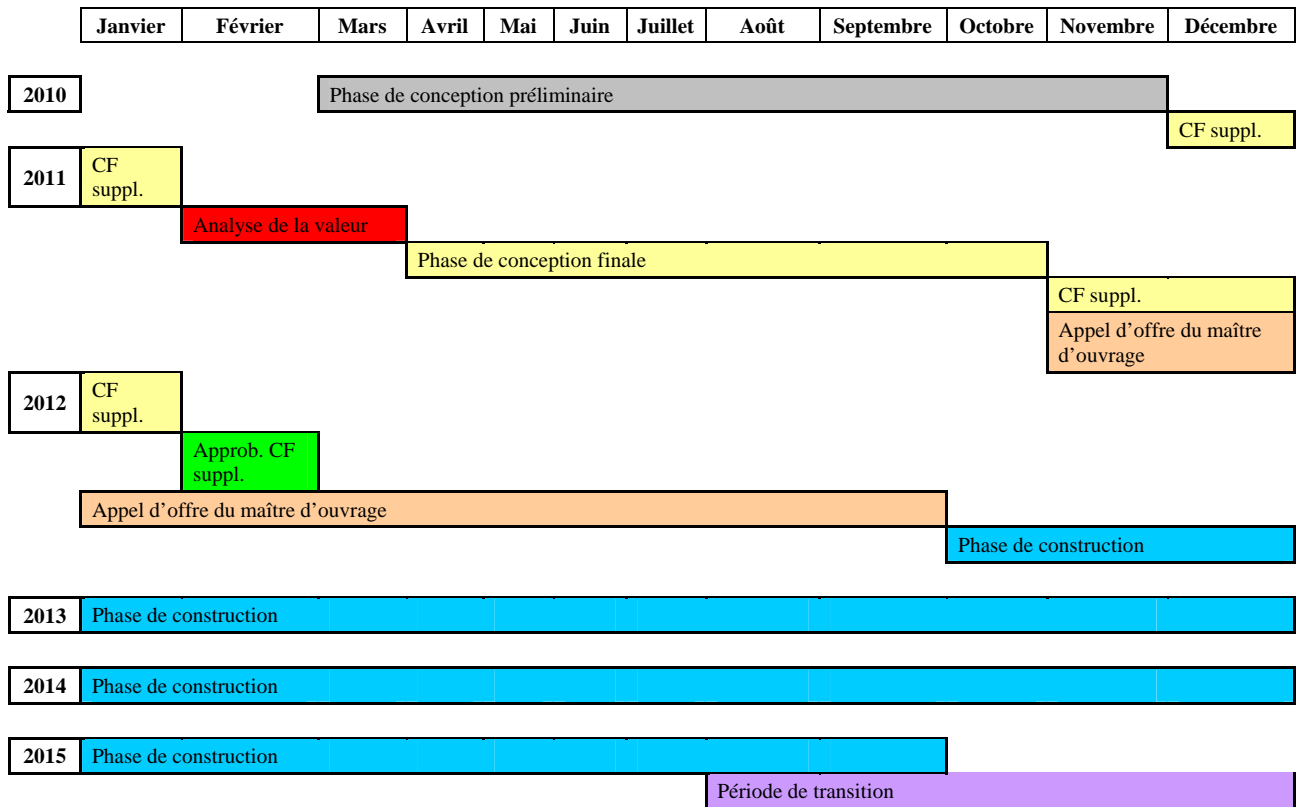 Janvier Février Mars Avril Mai Juin Juillet Août Septembre Octobre Novembre Décembre
2010 Phase de conception préliminaire
CF suppl.
2011 CF
suppl.
Analyse de la valeur
Phase de conception finale
CF suppl.
Appel d’offre du maître
d’ouvrage
2012 CF
suppl.
Approb. CF
suppl.
Appel d’offre du maître d’ouvrage
Phase de construction
2013 Phase de construction
2014 Phase de construction
2015 Phase de construction
Période de transition